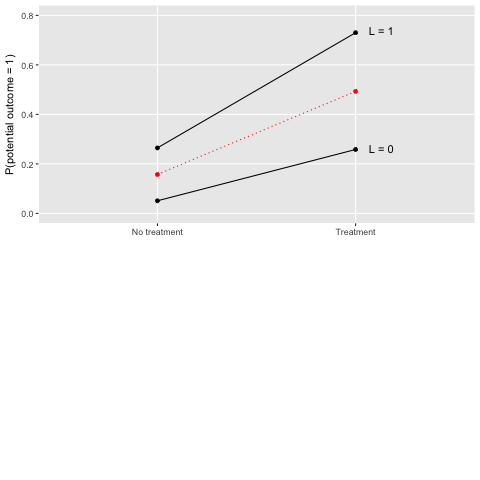 0.8
L = 1
0.6
0.4
L = 0
0.2
0.0
P(potential outcome = 1)
No treatment
Treatment